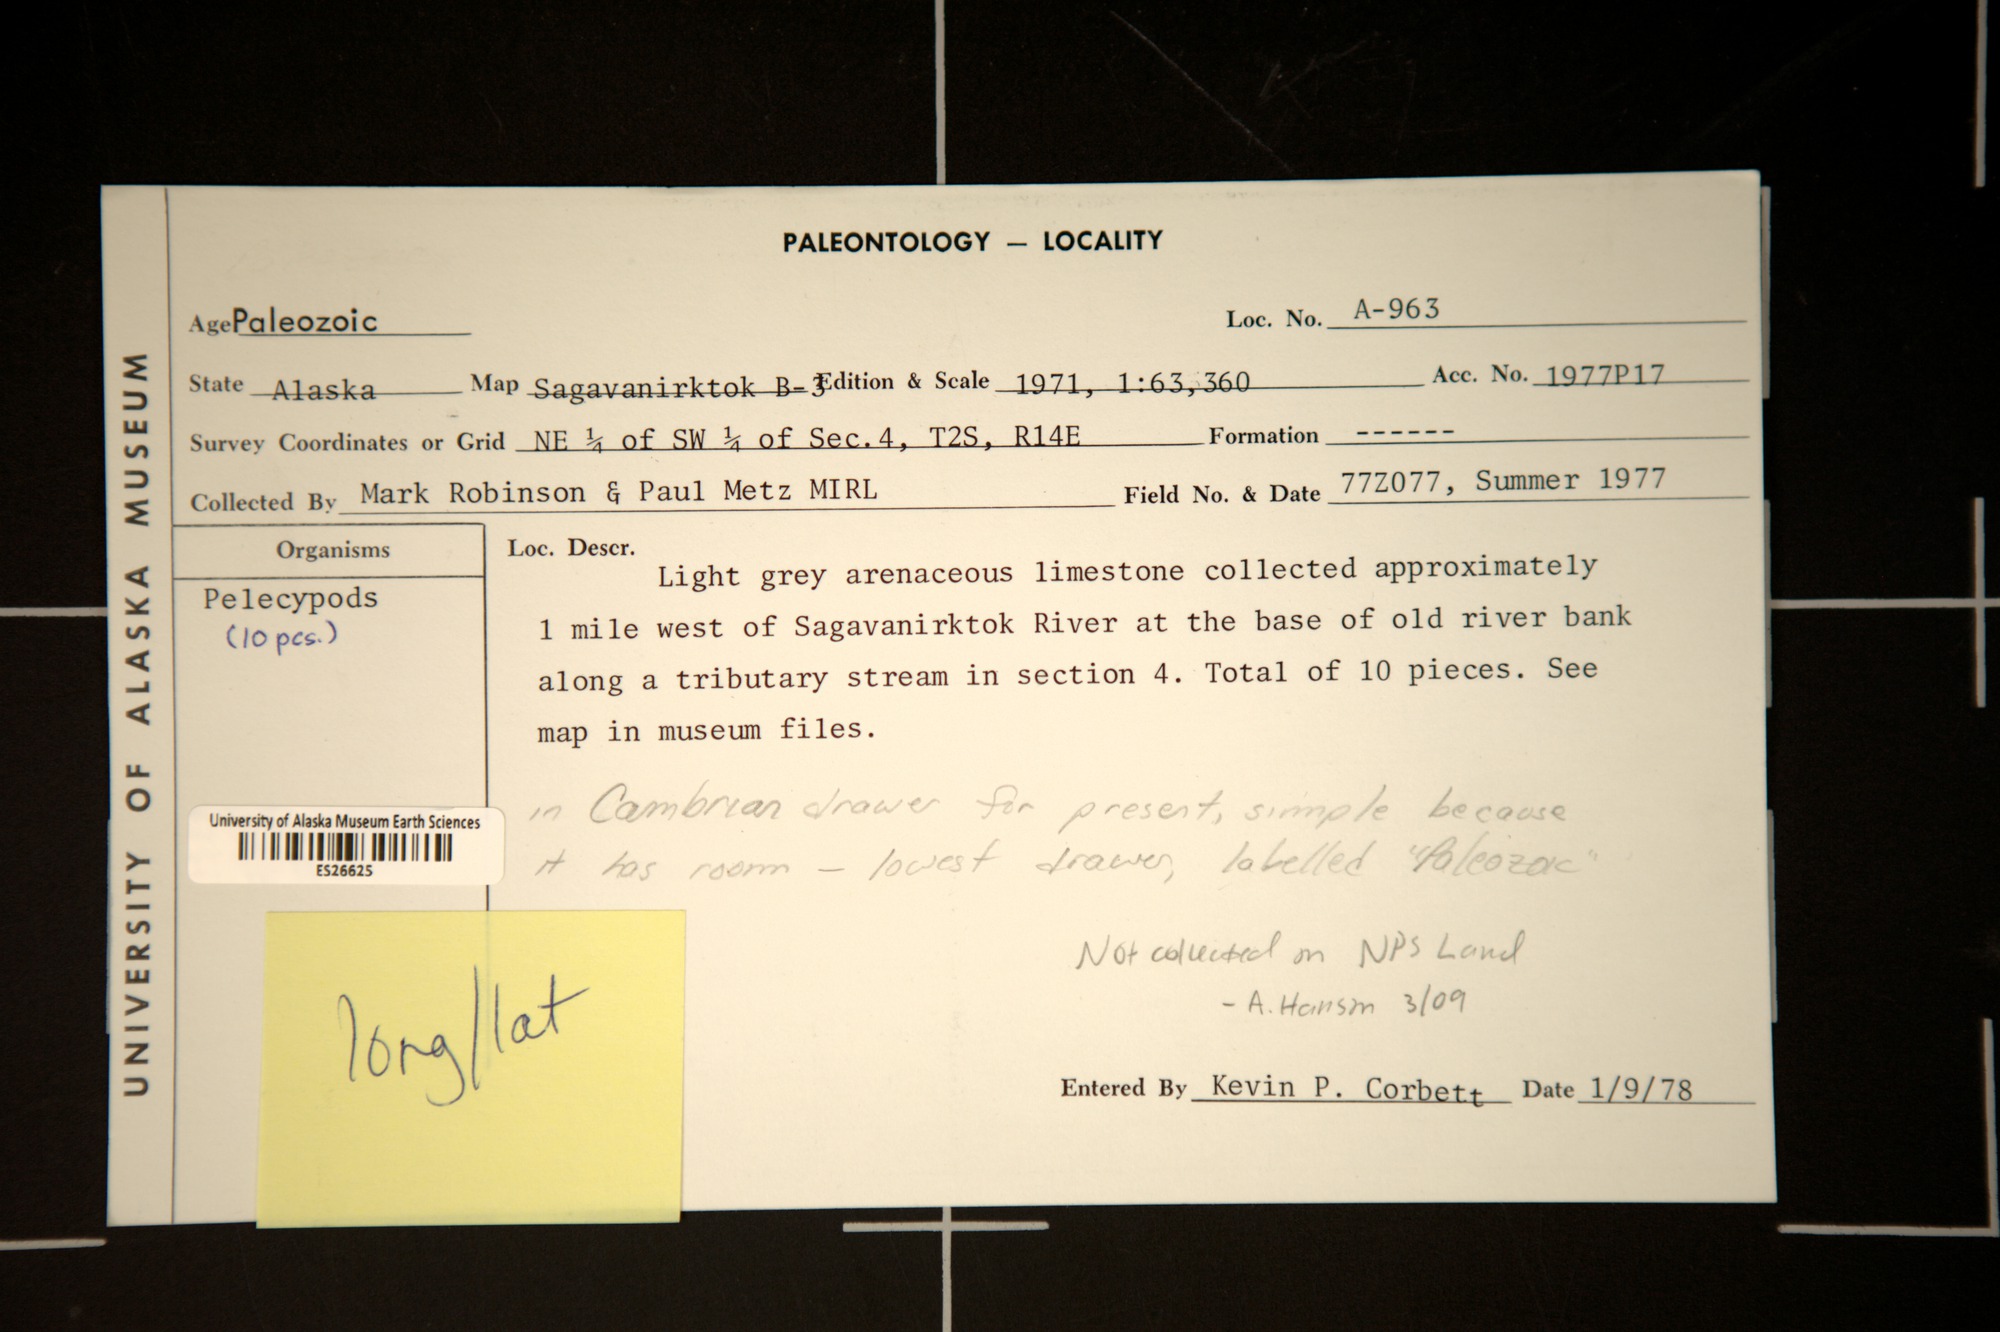 UNIVERSITY OF ALASKA MUSEUM
PALEONTOLOGY — LOCALITY
Age Paleozoic Loc. No. A-963
State Alaska Map Sagavanirktok B-3 Edition & Scale 1971, 1:63,360 Acc. No. 1977P17
Survey Coordinates or Grid NE ¼ of SW ¼ of Sec.4, T2S, R14E Formation ------
Collected By Mark Robinson & Paul Metz MIRL Field No. & Date 77Z077, Summer 1977
Organisms
Pelecypods
(10 pcs.)
Loc. Descr.
Light grey arenaceous limestone collected approximately
1 mile west of Sagavanirktok River at the base of old river bank
along a tributary stream in section 4. Total of 10 pieces. See
map in museum files.
in Cambrian drawer for present, simple because
it has room — lowest drawer, labelled "Paleozoic"
University of Alaska Museum Earth Sciences
ES26625
Not collected on NPS Land
- A. Hanson 3/09
long/lat
Entered By Kevin P. Corbett Date 1/9/78